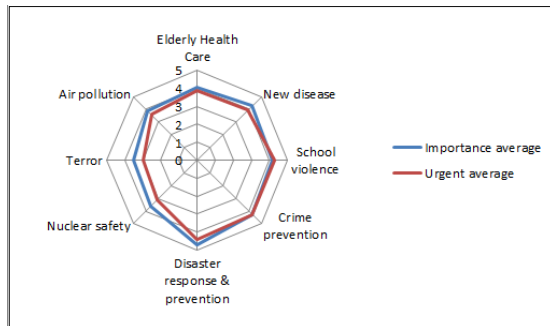 Elderly Health
Care
New disease
School
violence
Crime
prevention
Disaster
response &
prevention
Nuclear safety
Terror
Air pollution
5
4
3
2
1
0
Importance average
Urgent average